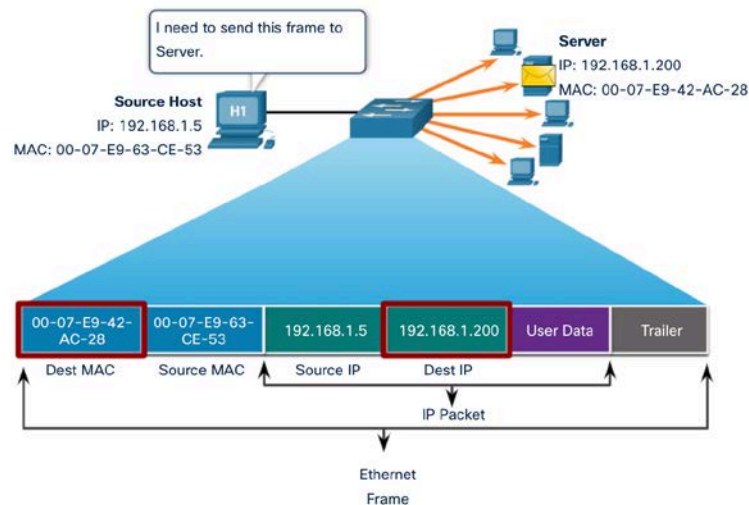 I need to send this frame to
Server.
Server
IP: 192.168.1.200
MAC: 00-07-E9-42-AC-28
Source Host
IP: 192.168.1.5
MAC: 00-07-E9-63-CE-53
H1
00-07-E9-42-
AC-28
00-07-E9-63-
CE-53
192.168.1.5
192.168.1.200
User Data
Trailer
Dest MAC
Source MAC
Source IP
Dest IP
IP Packet
Ethernet
Frame